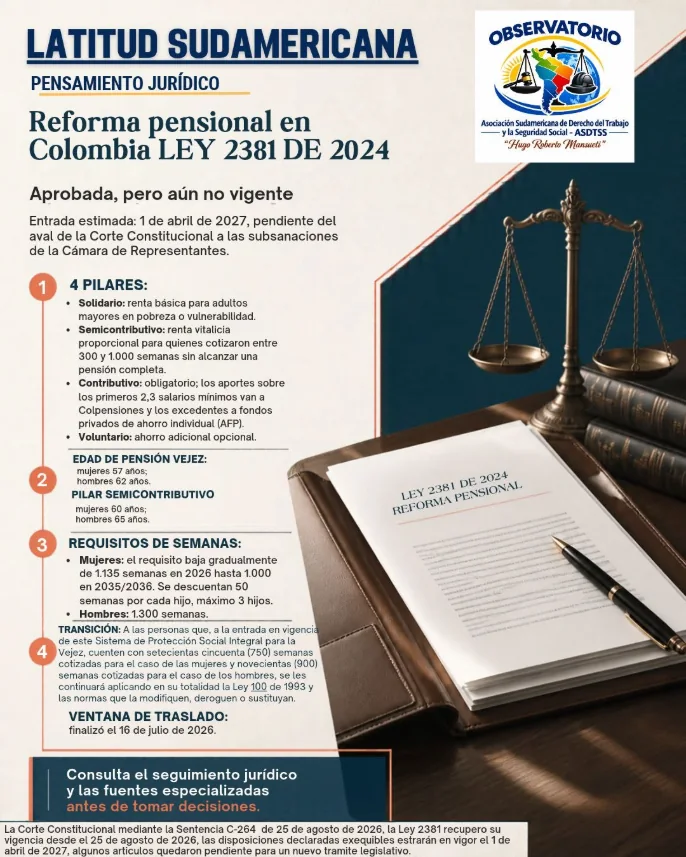 LATITUD SUDAMERICANA
PENSAMIENTO JURÍDICO
OBSERVATORIO
Asociación Sudamericana de Derecho del Trabajo
y la Seguridad Social - ASDTSS
"Hugo Roberto Mansueti"
Reforma pensional en
Colombia LEY 2381 DE 2024
Aprobada, pero aún no vigente
Entrada estimada: 1 de abril de 2027, pendiente del
aval de la Corte Constitucional a las subsanaciones
de la Cámara de Representantes.
1
4 PILARES:
• Solidario: renta básica para adultos
mayores en pobreza o vulnerabilidad.
• Semicontributivo: renta vitalicia
proporcional para quienes cotizaron entre
300 y 1.000 semanas sin alcanzar una
pensión completa.
• Contributivo: obligatorio; los aportes sobre
los primeros 2,3 salarios mínimos van a
Colpensiones y los excedentes a fondos
privados de ahorro individual (AFP).
• Voluntario: ahorro adicional opcional.
2
EDAD DE PENSIÓN VEJEZ:
mujeres 57 años;
hombres 62 años.
PILAR SEMICONTRIBUTIVO
mujeres 60 años;
hombres 65 años.
3
REQUISITOS DE SEMANAS:
• Mujeres: el requisito baja gradualmente
de 1.135 semanas en 2026 hasta 1.000
en 2035/2036. Se descuentan 50
semanas por cada hijo, máximo 3 hijos.
• Hombres: 1.300 semanas.
4
TRANSICIÓN: A las personas que, a la entrada en vigencia
de este Sistema de Protección Social Integral para la
Vejez, cuenten con setecientas cincuenta (750) semanas
cotizadas para el caso de las mujeres y novecientas (900)
semanas cotizadas para el caso de los hombres, se les
continuará aplicando en su totalidad la Ley 100 de 1993 y
las normas que la modifiquen, deroguen o sustituyan.
VENTANA DE TRASLADO:
finalizó el 16 de julio de 2026.
LEY 2381 DE 2024
REFORMA PENSIONAL
Consulta el seguimiento jurídico
y las fuentes especializadas
antes de tomar decisiones.
La Corte Constitucional mediante la Sentencia C-264 de 25 de agosto de 2026, la Ley 2381 recupero su
vigencia desde el 25 de agosto de 2026, las disposiciones declaradas exequibles estrarán en vigor el 1 de
abril de 2027, algunos articulos quedaron pendiente para un nuevo tramite legislativo.